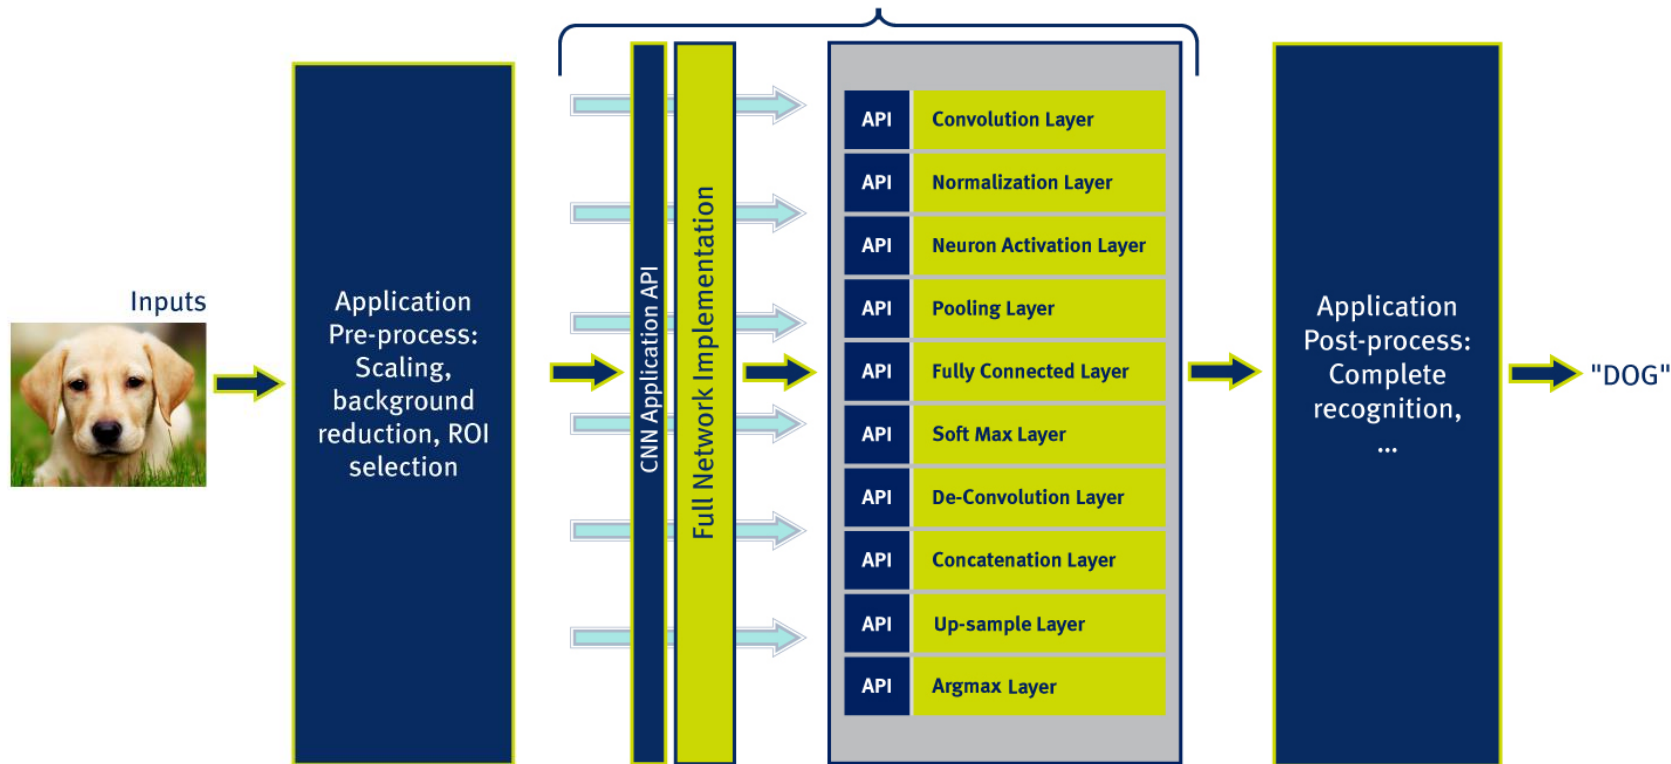 Inputs
Application
Pre-process:
Scaling,
background
reduction, ROI
selection
CNN Application API
Full Network Implementation
API Convolution Layer
API Normalization Layer
API Neuron Activation Layer
API Pooling Layer
API Fully Connected Layer
API Soft Max Layer
API De-Convolution Layer
API Concatenation Layer
API Up-sample Layer
API Argmax Layer
Application
Post-process:
Complete
recognition,
...
"DOG"